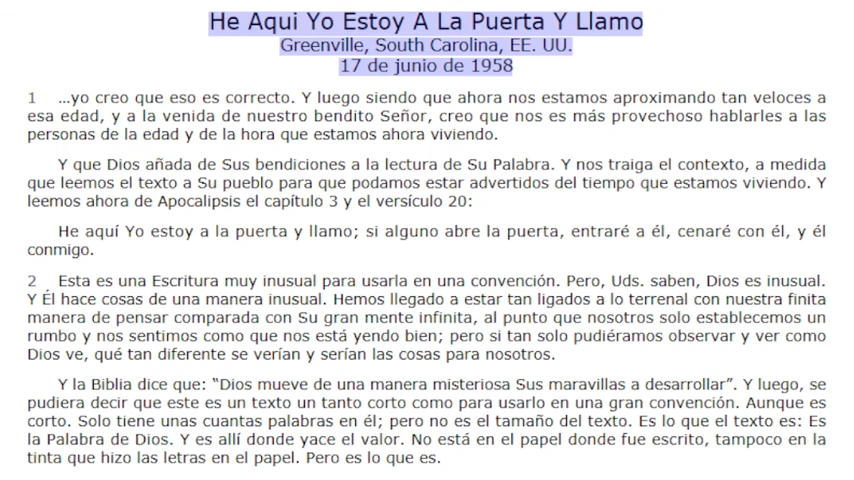 He Aqui Yo Estoy A La Puerta Y Llamo
Greenville, South Carolina, EE. UU.
17 de junio de 1958
1 ...yo creo que eso es correcto. Y luego siendo que ahora nos estamos aproximando tan veloces a
esa edad, y a la venida de nuestro bendito Señor, creo que nos es más provechoso hablarles a las
personas de la edad y de la hora que estamos ahora viviendo.
Y que Dios añada de Sus bendiciones a la lectura de Su Palabra. Y nos traiga el contexto, a medida
que leemos el texto a Su pueblo para que podamos estar advertidos del tiempo que estamos viviendo. Y
leemos ahora de Apocalipsis el capítulo 3 y el versículo 20:
He aquí Yo estoy a la puerta y llamo; si alguno abre la puerta, entraré a él, cenaré con él, y él
conmigo.
2 Esta es una Escritura muy inusual para usarla en una convención. Pero, Uds. saben, Dios es inusual.
Y Él hace cosas de una manera inusual. Hemos llegado a estar tan ligados a lo terrenal con nuestra finita
manera de pensar comparada con Su gran mente infinita, al punto que nosotros solo establecemos un
rumbo y nos sentimos como que nos está yendo bien; pero si tan solo pudiéramos observar y ver como
Dios ve, qué tan diferente se verían y serían las cosas para nosotros.
Y la Biblia dice que: “Dios mueve de una manera misteriosa Sus maravillas a desarrollar”. Y luego, se
pudiera decir que este es un texto un tanto corto como para usarlo en una gran convención. Aunque es
corto. Solo tiene unas cuantas palabras en él; pero no es el tamaño del texto. Es lo que el texto es: Es
la Palabra de Dios. Y es allí donde yace el valor. No está en el papel donde fue escrito, tampoco en la
tinta que hizo las letras en el papel. Pero es lo que es.